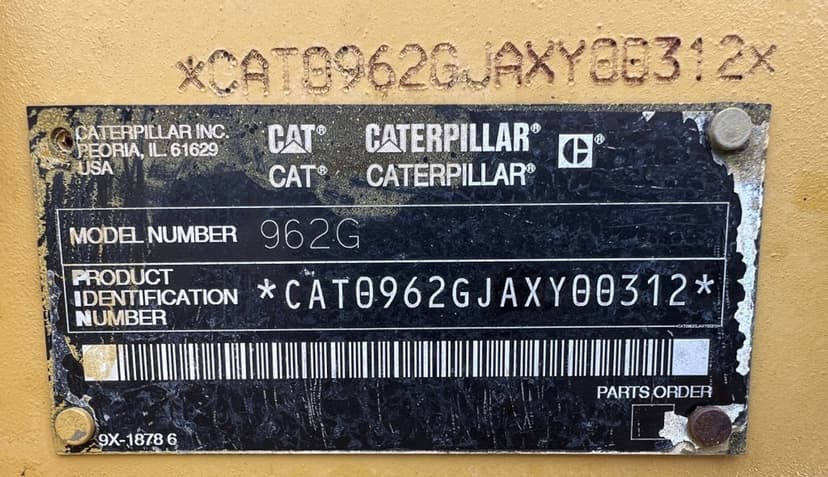 *CAT0962GJAXY00312*
CATERPILLAR INC.
PEORIA, IL. 61629
USA
CAT® CATERPILLAR® ®
CAT® CATERPILLAR®
MODEL NUMBER 962G
PRODUCT
IDENTIFICATION
NUMBER
*CAT0962GJAXY00312*
PARTS ORDER
9X-1878 6